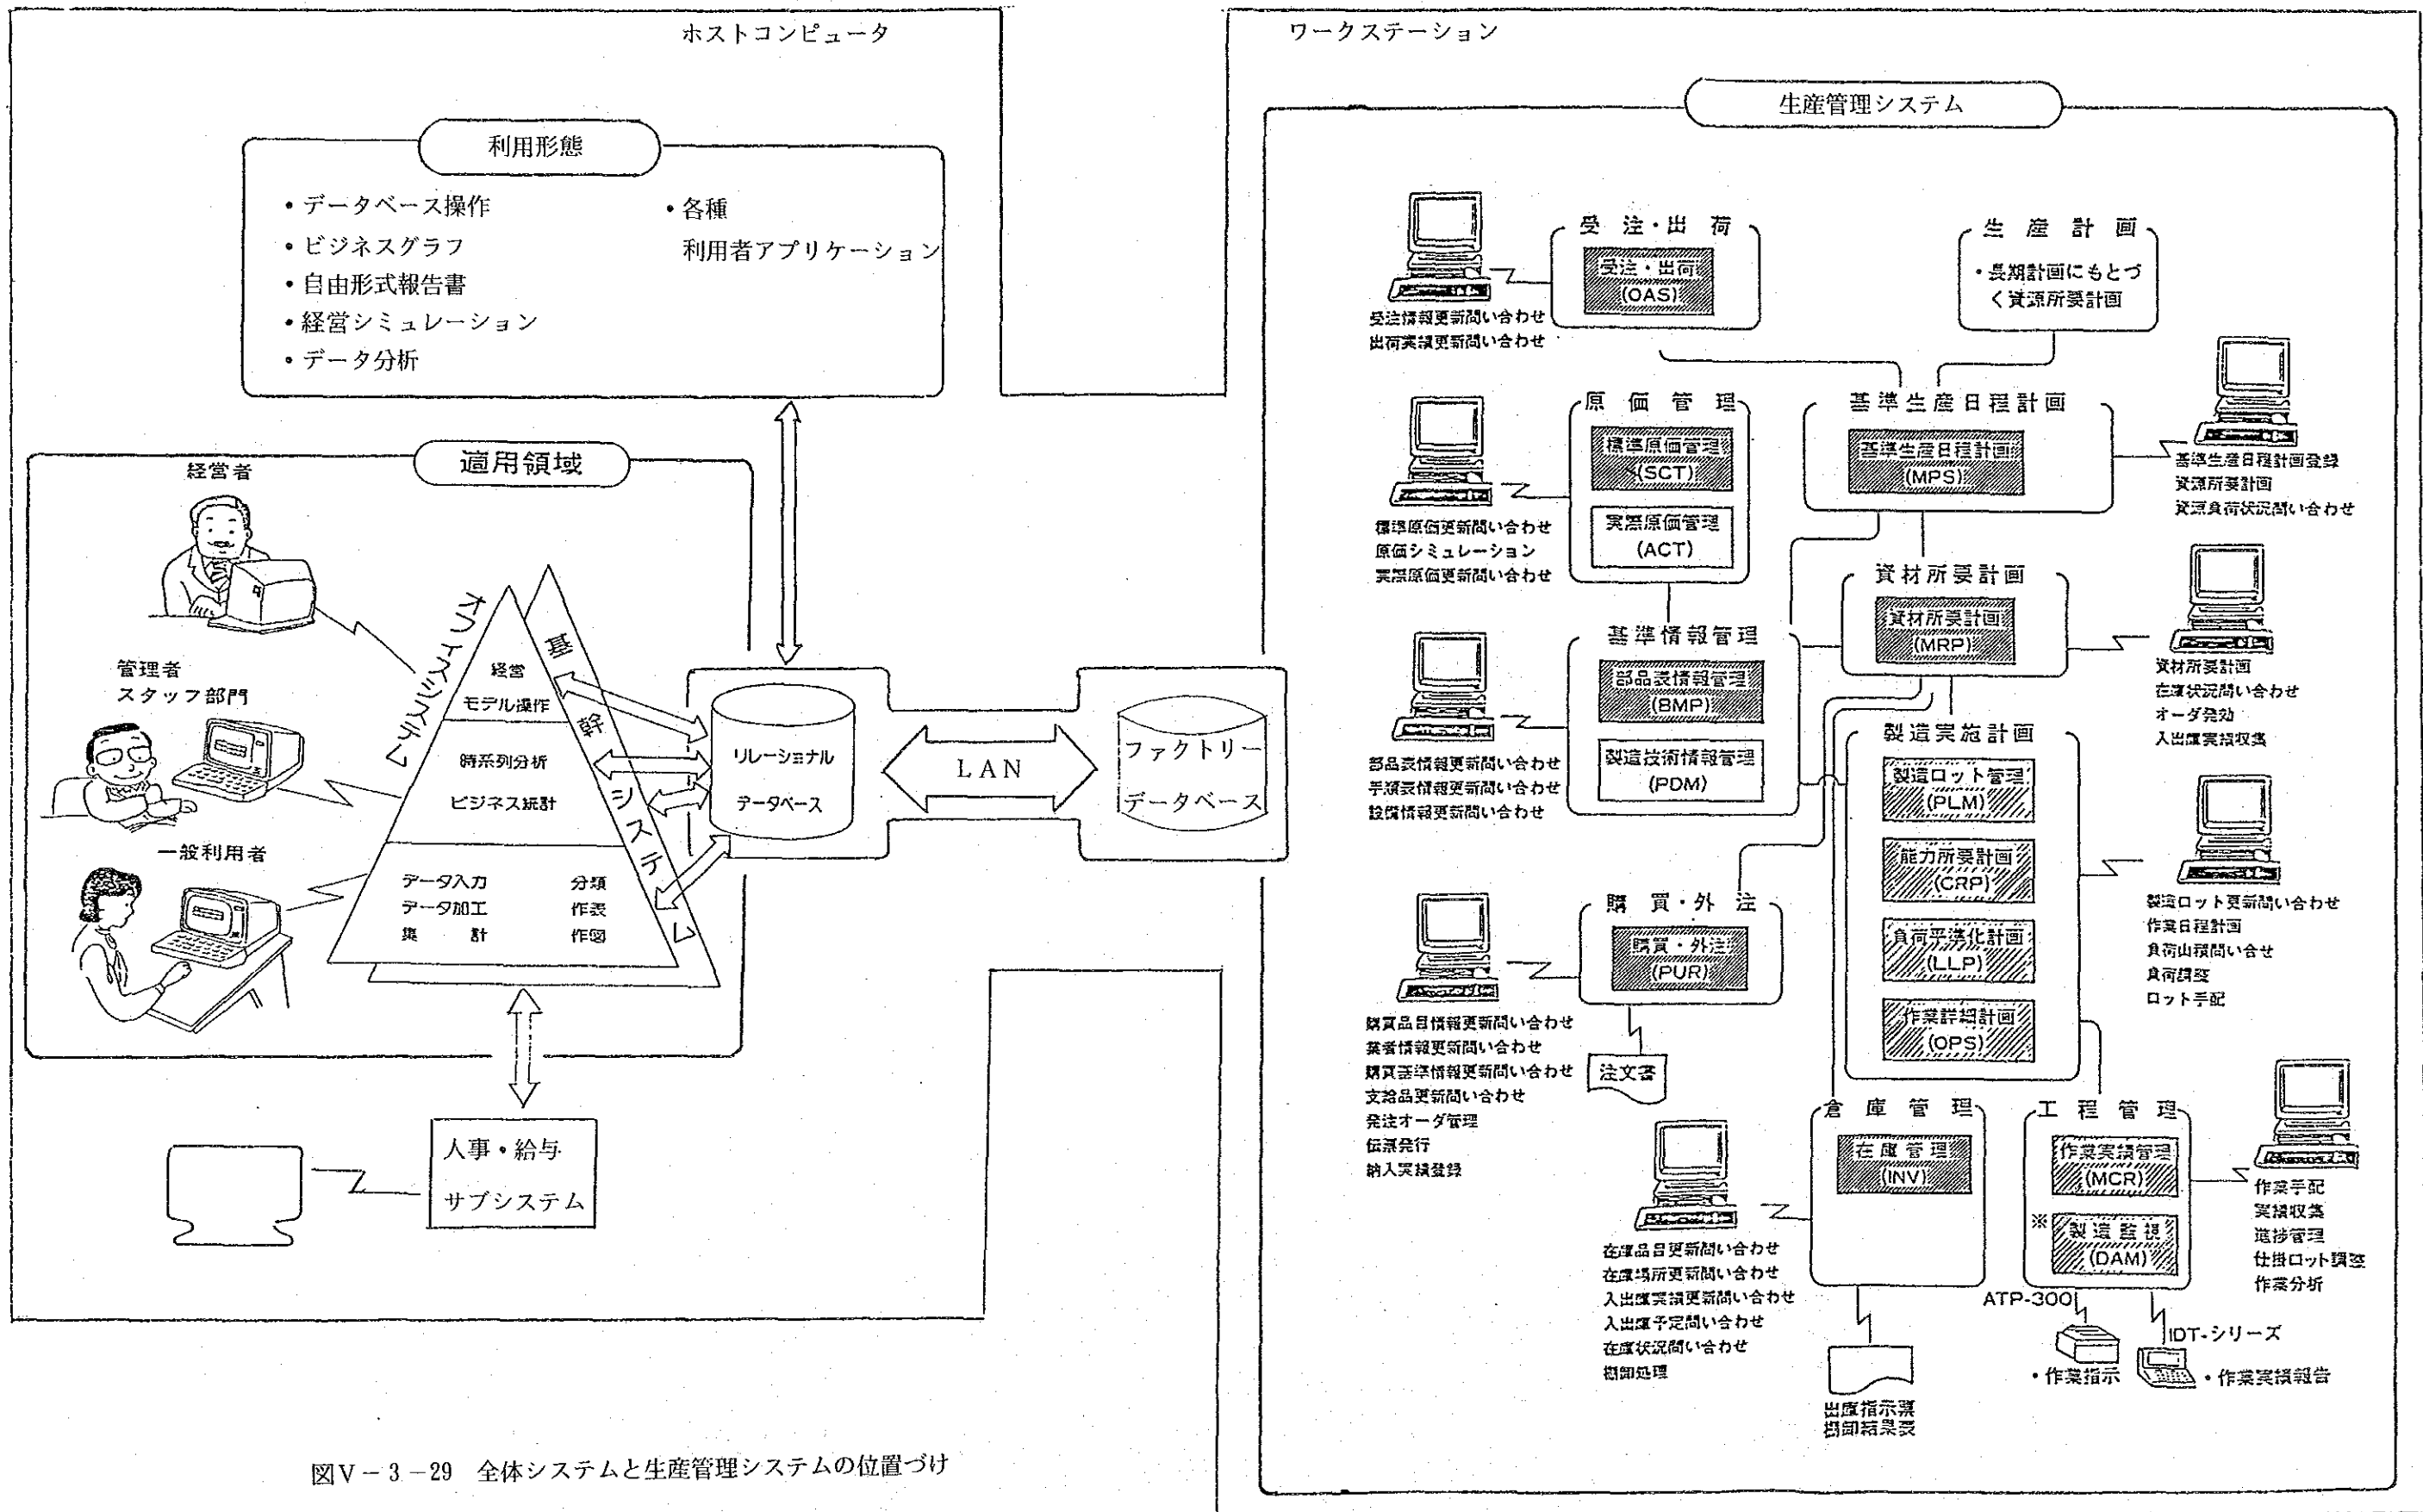 ホストコンピュータ
利用形態
・データベース操作
・ビジネスグラフ
・自由形式報告書
・経営シミュレーション
・データ分析
・各種
利用者アプリケーション
適用領域
経営者
管理者
スタッフ部門
一般利用者
オフィスシステム
基幹システム
経営
モデル操作
時系列分析
ビジネス統計
データ入力 分類
データ加工 作表
集計 作図
リレーショナル
データベース
LAN
ファクトリー
データベース
人事・給与
サブシステム
図V-3-29 全体システムと生産管理システムの位置づけ
ワークステーション
生産管理システム
受注・出荷
受注・出荷
(OAS)
受注情報更新問い合わせ
出荷実績更新問い合わせ
生産計画
・長期計画にもとづ
く資源所要計画
原価管理
標準原価管理
(SCT)
実際原価管理
(ACT)
標準原価更新問い合わせ
原価シミュレーション
実際原価更新問い合わせ
基準生産日程計画
基準生産日程計画
(MPS)
基準生産日程計画登録
資源所要計画
資源負荷状況問い合わせ
資材所要計画
資材所要計画
(MRP)
資材所要計画
在庫状況問い合わせ
オーダ発効
入出庫実績収集
基準情報管理
部品表情報管理
(BMP)
製造技術情報管理
(PDM)
部品表情報更新問い合わせ
手順表情報更新問い合わせ
設備情報更新問い合わせ
製造実施計画
製造ロット管理
(PLM)
能力所要計画
(CRP)
負荷平準化計画
(LLP)
作業詳細計画
(OPS)
製造ロット更新問い合わせ
作業日程計画
負荷山積問い合せ
負荷調整
ロット手配
購買・外注
購買・外注
(PUR)
購買品目情報更新問い合わせ
業者情報更新問い合わせ
購買基準情報更新問い合わせ
支給品更新問い合わせ
発注オーダ管理
伝票発行
納入実績登録
注文書
倉庫管理
在庫管理
(INV)
在庫品目更新問い合わせ
在庫場所更新問い合わせ
入出庫実績更新問い合わせ
入出庫予定問い合わせ
在庫状況問い合わせ
棚卸処理
出庫指示票
棚卸結果表
工程管理
作業実績管理
(MCR)
※
製造監視
(DAM)
作業手配
実績収集
進捗管理
仕掛ロット調整
作業分析
ATP-300
・作業指示
IDT-シリーズ
・作業実績報告